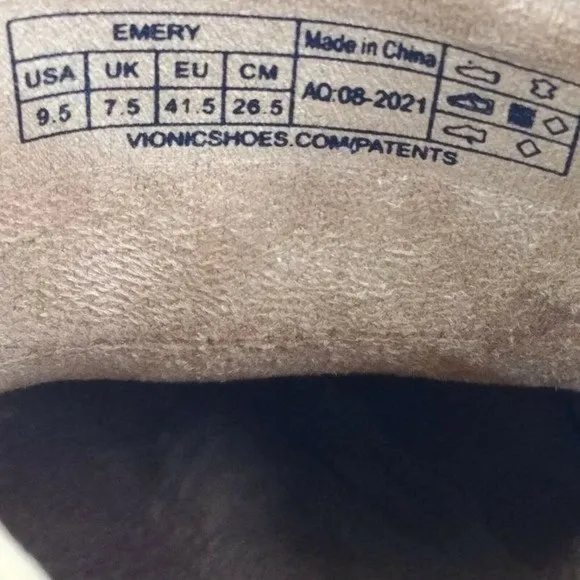 EMERY
USA UK EU CM
9.5 7.5 41.5 26.5
Made in China
AO:08-2021
VIONICSHOES.COM/PATENTS